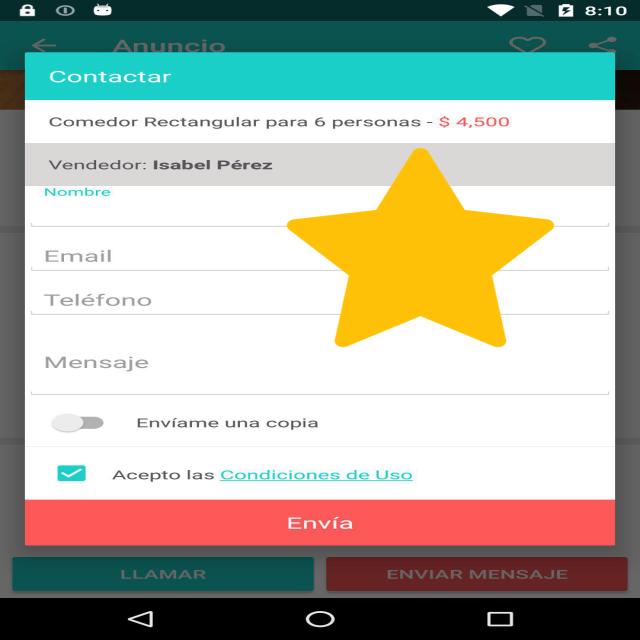 8:10
Anuncio
Contactar
Comedor Rectangular para 6 personas - $ 4,500
Vendedor: Isabel Pérez
Nombre
Email
Teléfono
Mensaje
Envíame una copia
Acepto las Condiciones de Uso
Envía
LLAMAR
ENVIAR MENSAJE